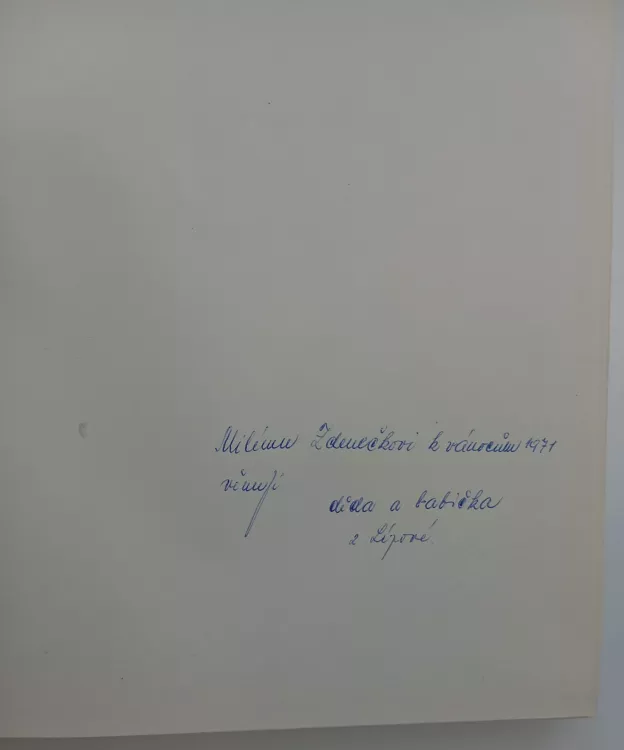 Milému Zdenečkovi k vánocům 1971
věnují
děda a babička
z Lípové